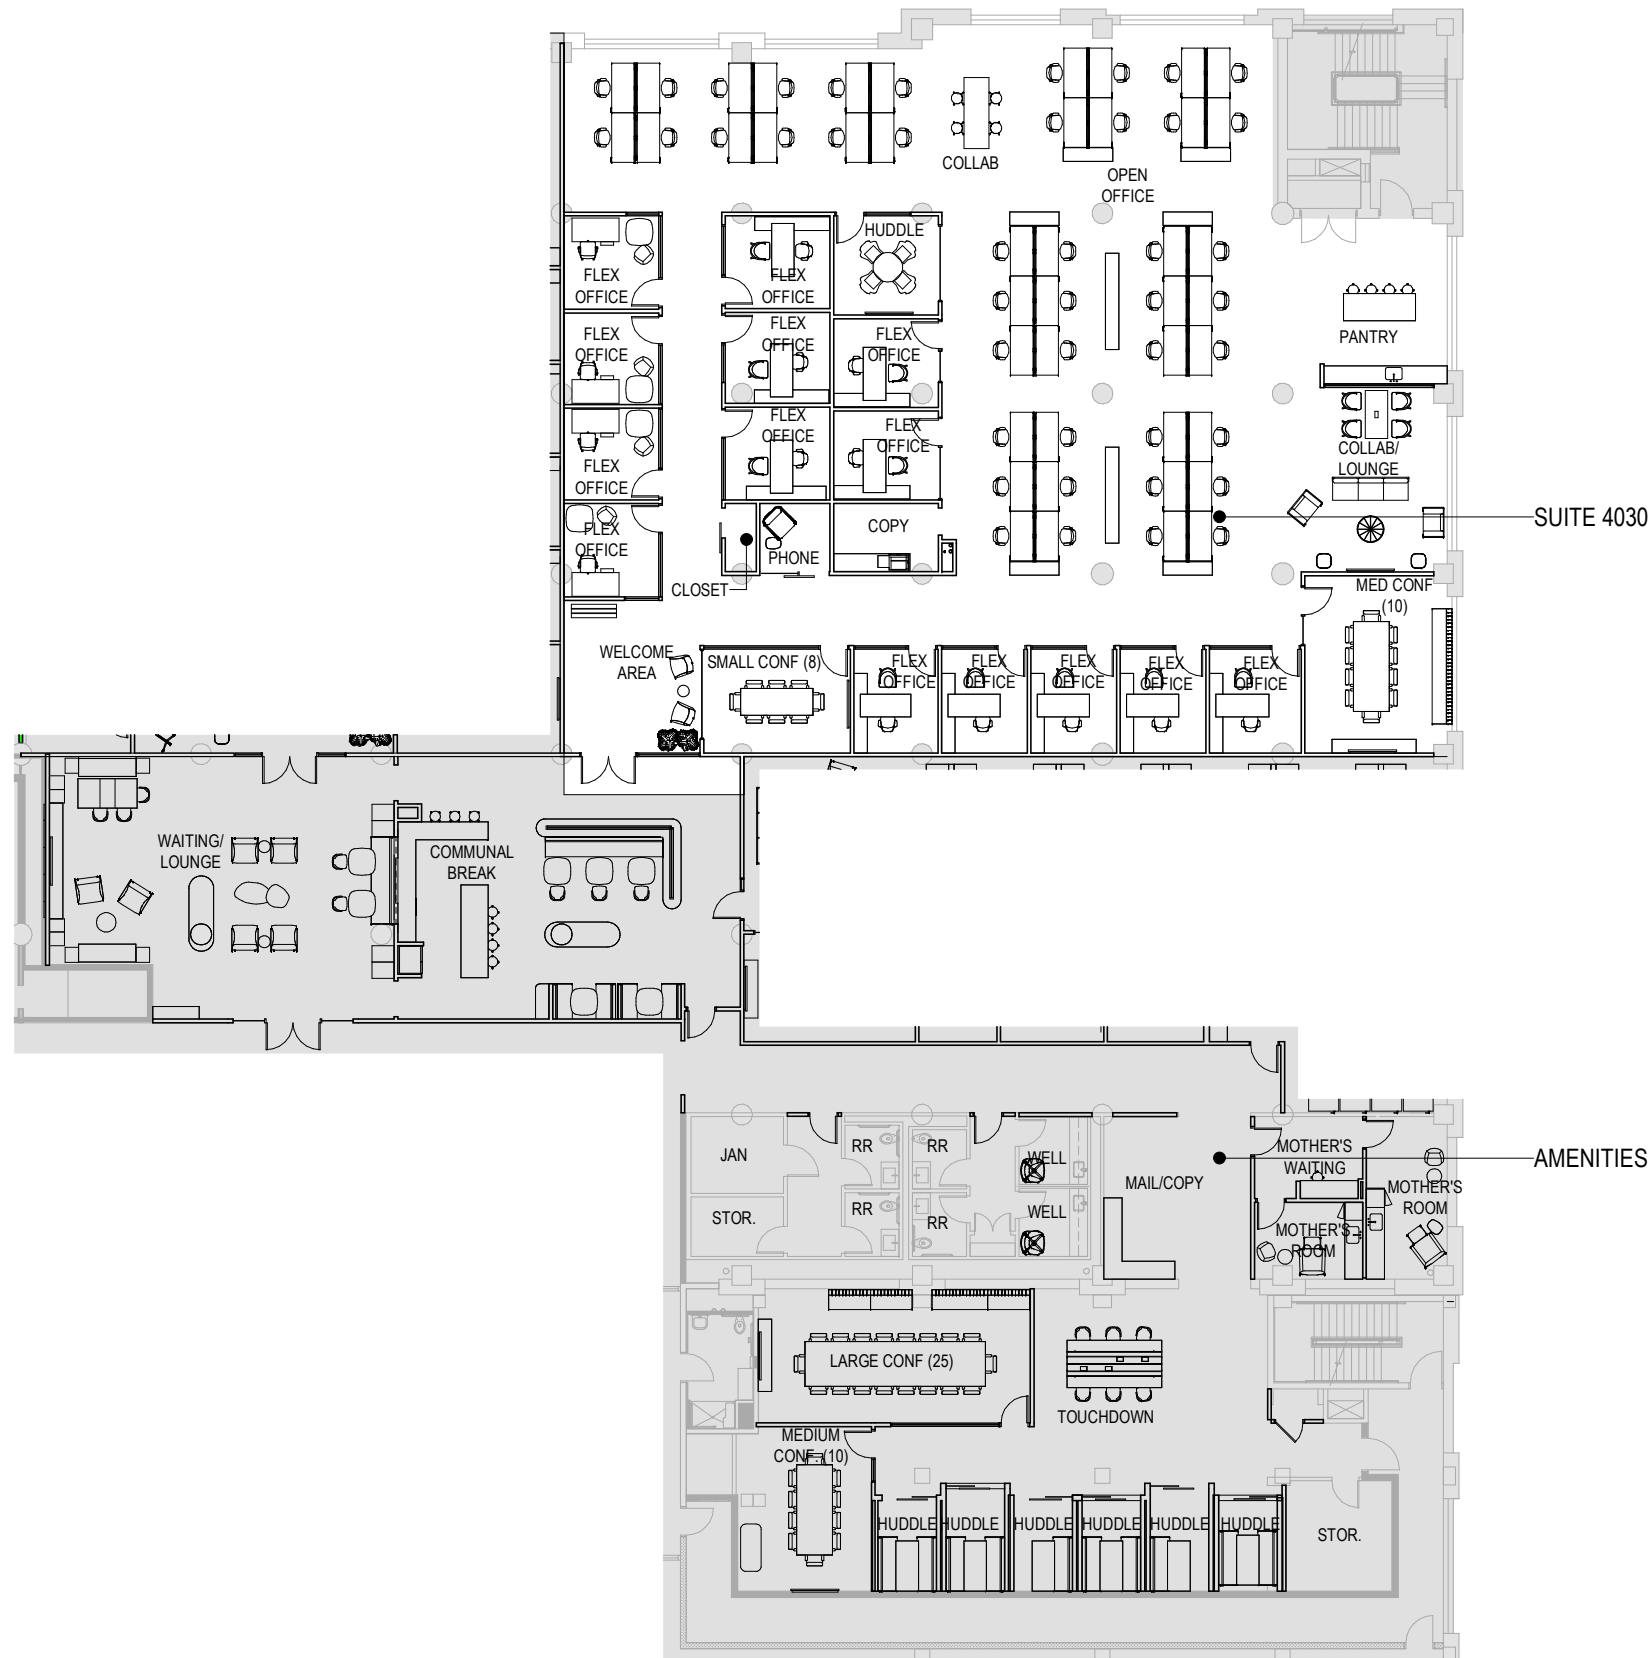 COLLAB
OPEN
OFFICE
HUDDLE
FLEX
OFFICE
FLEX
OFFICE
FLEX
OFFICE
FLEX
OFFICE
FLEX
OFFICE
PANTRY
FLEX
OFFICE
FLEX
OFFICE
FLEX
OFFICE
COLLAB/
LOUNGE
SUITE 4030
FLEX
OFFICE
COPY
PHONE
CLOSET
MED CONF
(10)
WELCOME
AREA
SMALL CONF (8)
FLEX
OFFICE
FLEX
OFFICE
FLEX
OFFICE
FLEX
OFFICE
FLEX
OFFICE
WAITING/
LOUNGE
COMMUNAL
BREAK
JAN
RR
RR
WELL
MOTHER'S
WAITING
AMENITIES
MAIL/COPY
MOTHER'S
ROOM
STOR.
RR
RR
WELL
MOTHER'S
ROOM
LARGE CONF (25)
TOUCHDOWN
MEDIUM
CONF (10)
HUDDLE
HUDDLE
HUDDLE
HUDDLE
HUDDLE
HUDDLE
STOR.